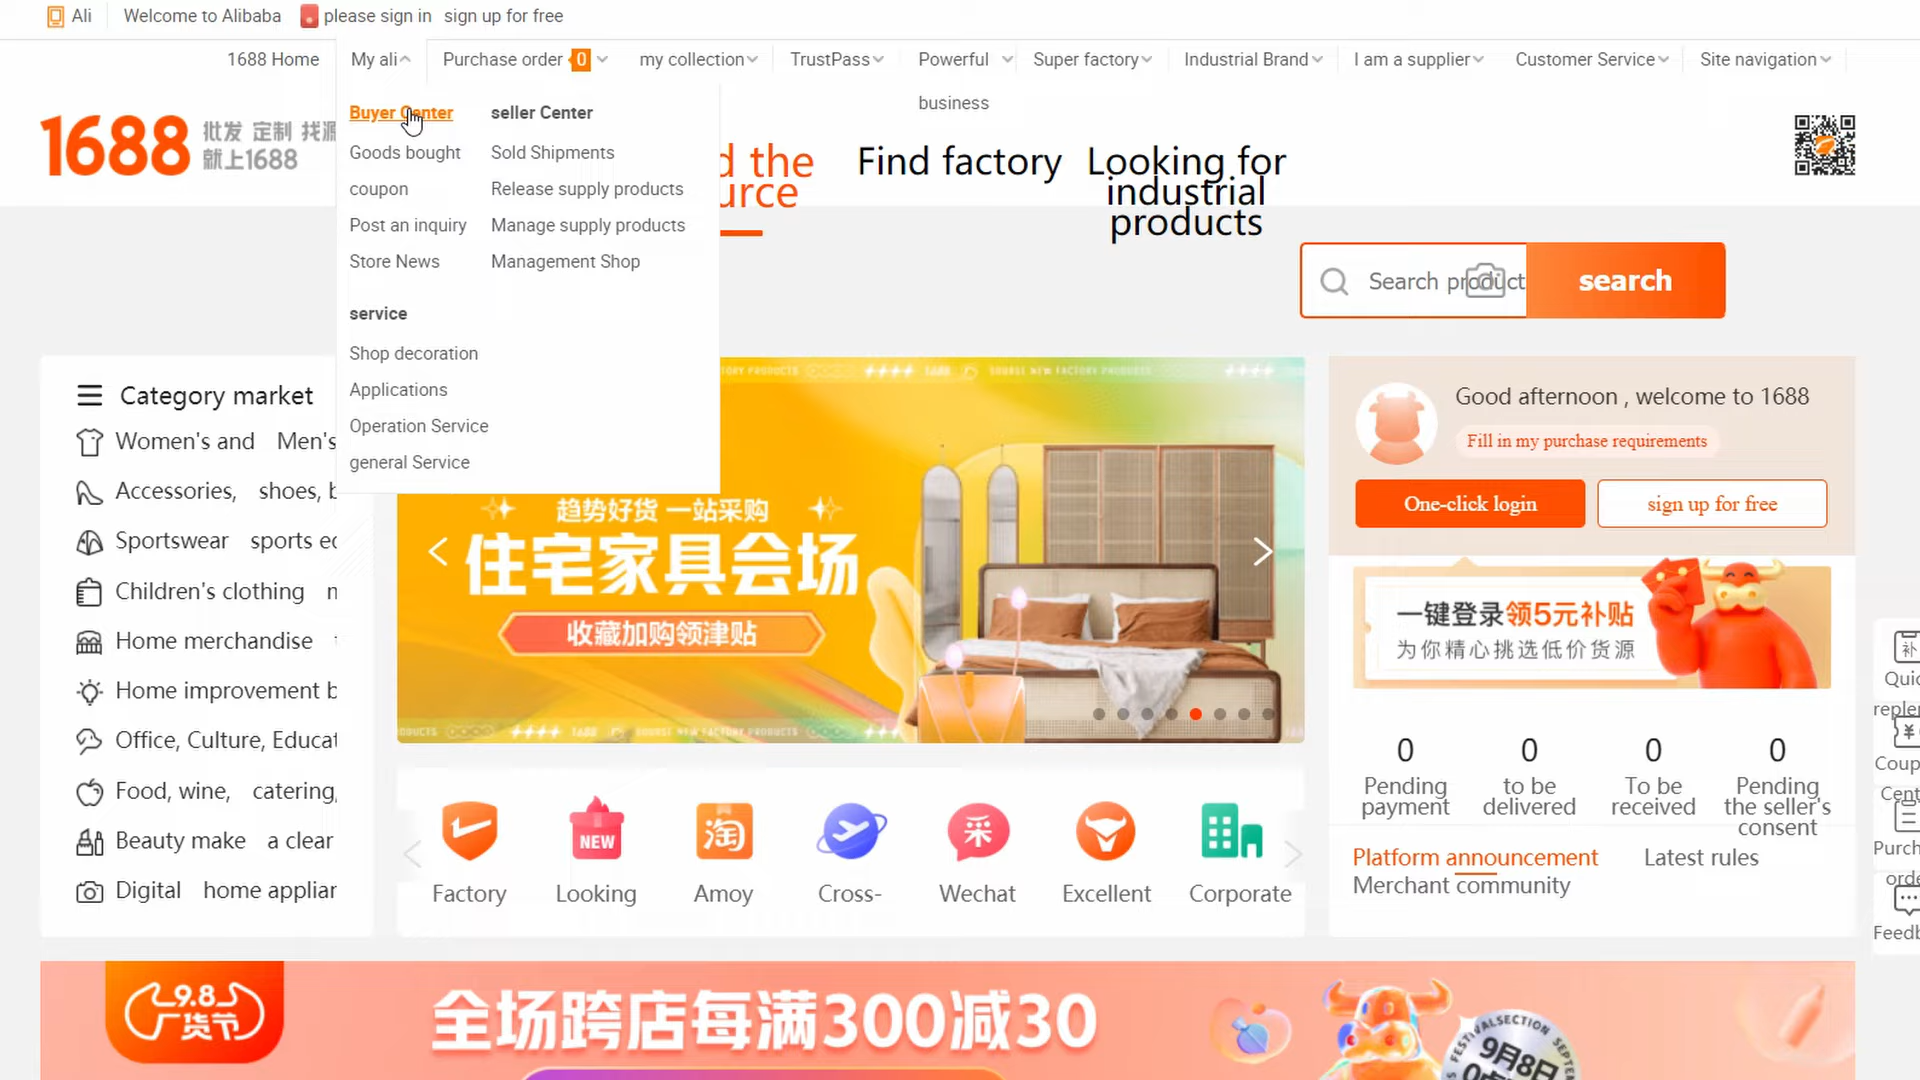 Ali
Welcome to Alibaba
please sign in
sign up for free
1688 Home
My ali
Purchase order 0
my collection
TrustPass
Powerful business
Super factory
Industrial Brand
I am a supplier
Customer Service
Site navigation
Buyer Center
Goods bought
coupon
Post an inquiry
Store News
seller Center
Sold Shipments
Release supply products
Manage supply products
Management Shop
service
Shop decoration
Applications
Operation Service
general Service
1688
批发 定制 找源
就上1688
d the
urce
Find factory
Looking for
industrial
products
Search product
search
Category market
Women's and Men's
Accessories, shoes, b
Sportswear sports ec
Children's clothing
Home merchandise
Home improvement b
Office, Culture, Educat
Food, wine, catering,
Beauty make a clear
Digital home appliar
趋势好货 一站采购
住宅家具会场
收藏加购领津贴
Good afternoon , welcome to 1688
Fill in my purchase requirements
One-click login
sign up for free
一键登录领5元补贴
为你精心挑选低价货源
0
Pending
payment
0
to be
delivered
0
To be
received
0
Pending
the seller's
consent
Platform announcement
Latest rules
Merchant community
NEW
淘
采
Factory
Looking
Amoy
Cross-
Wechat
Excellent
Corporate
补
Quic
replen
¥
Coup
Cent
Purch
orde
Feedb
9.8
厂货节
全场跨店每满300减30
9月8日